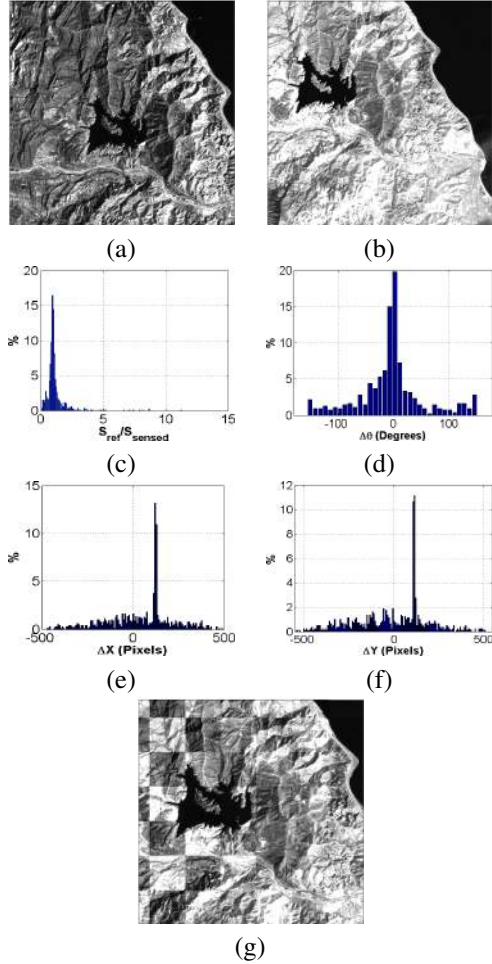 (a) (b)
20
15
10
5
0
%
0 5 10 15
S_ref/S_sensed
(c)
20
15
10
5
0
%
-100 0 100
Δθ (Degrees)
(d)
15
10
5
0
%
-500 0 500
ΔX (Pixels)
(e)
12
10
8
6
4
2
0
%
-500 0 500
ΔY (Pixels)
(f)
(g)